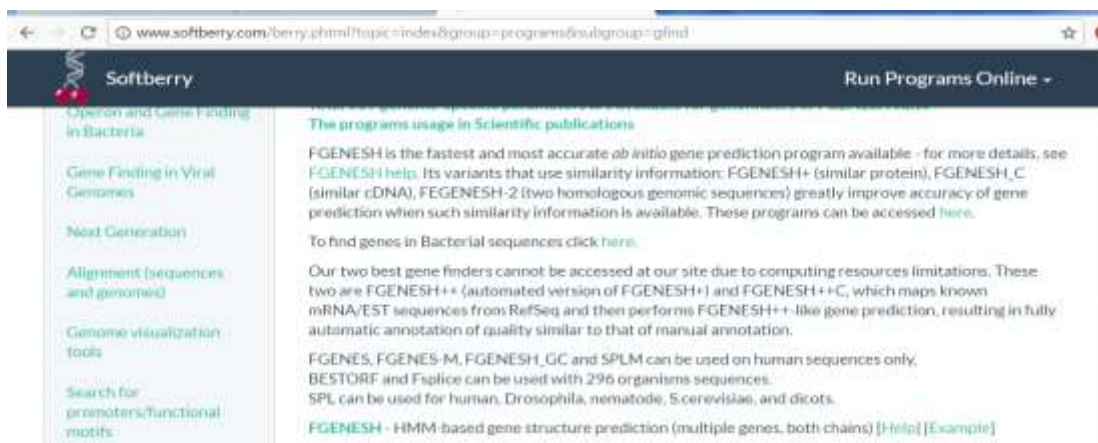 www.softberry.com/berry.phtml?topic=index&group=programs&subgroup=gfind
Softberry
Run Programs Online
Operon and Gene Finding
in Bacteria
Gene Finding in Viral
Genomes
Next Generation
Alignment (sequences
and genomes)
Genome visualization
tools
Search for
promoters/functional
motifs
The programs usage in Scientific publications
FGENESH is the fastest and most accurate ab initio gene prediction program available - for more details, see
FGENESH help. Its variants that use similarity information: FGENESH+ (similar protein), FGENESH_C
(similar cDNA), FEGENESH-2 (two homologous genomic sequences) greatly improve accuracy of gene
prediction when such similarity information is available. These programs can be accessed here.
To find genes in Bacterial sequences click here.
Our two best gene finders cannot be accessed at our site due to computing resources limitations. These
two are FGENESH++ (automated version of FGENESH+) and FGENESH++C, which maps known
mRNA/EST sequences from RefSeq and then performs FGENESH++-like gene prediction, resulting in fully
automatic annotation of quality similar to that of manual annotation.
FGENES, FGENES-M, FGENESH_GC and SPLM can be used on human sequences only.
BESTORF and Fsplice can be used with 296 organisms sequences.
SPL can be used for human, Drosophila, nematode, S.cerevisiae, and dicots.
FGENESH - HMM-based gene structure prediction (multiple genes, both chains) [Help] [Example]